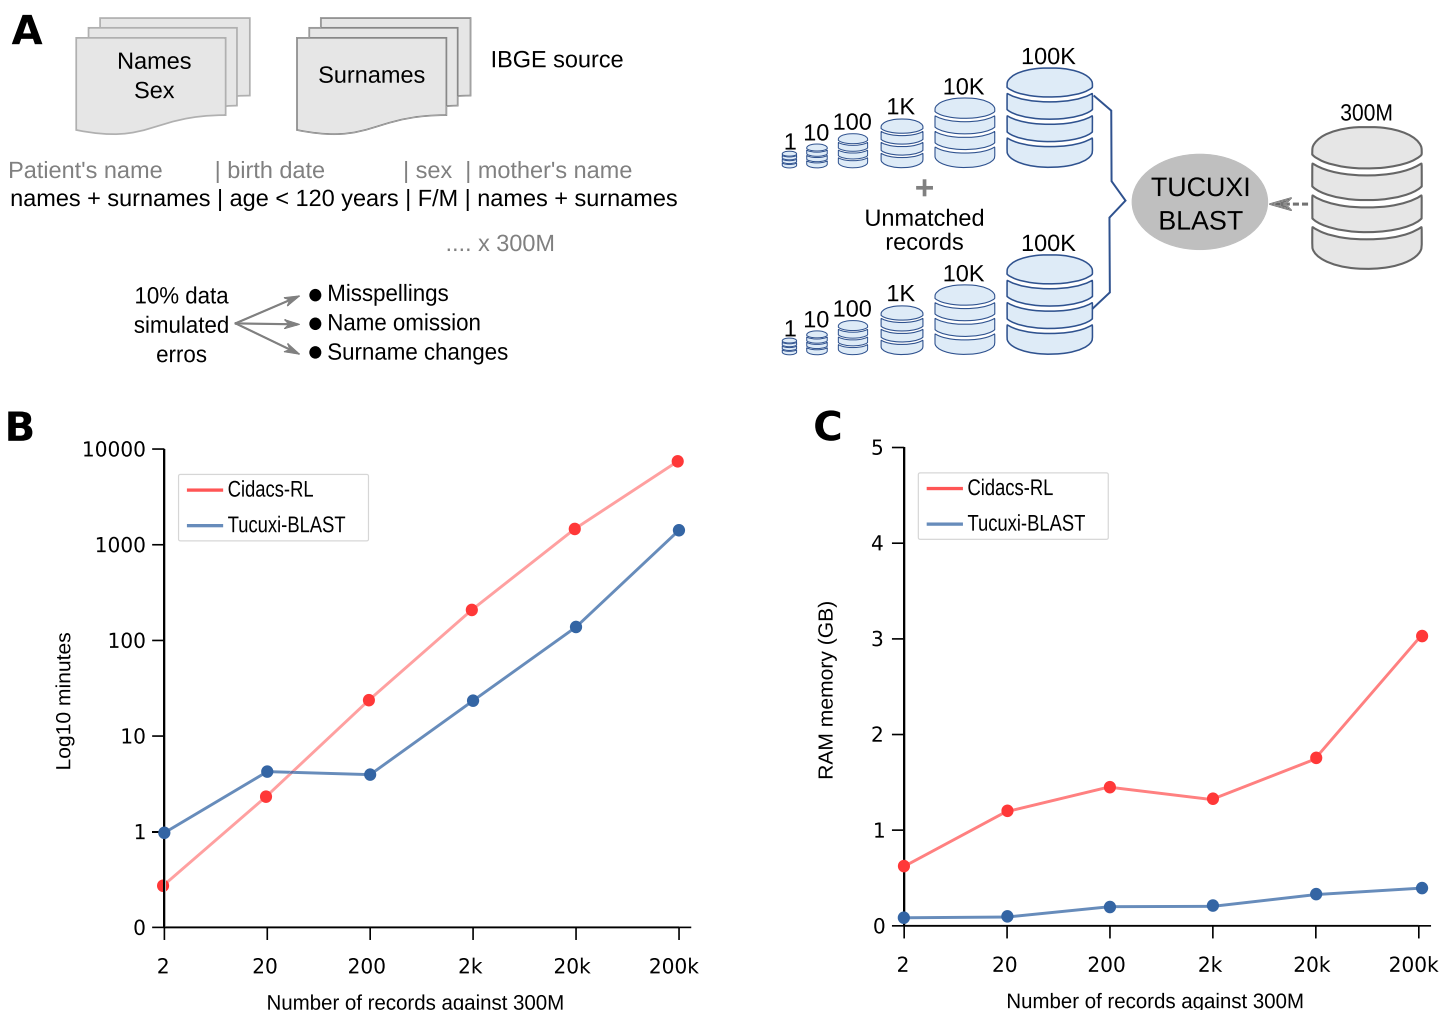 A
Names
Sex
Surnames
IBGE source
Patient's name | birth date | sex | mother's name
names + surnames | age < 120 years | F/M | names + surnames
.... x 300M
10% data
simulated
erros
Misspellings
Name omission
Surname changes
1 10 100 1K 10K 100K
+
Unmatched
records
1 10 100 1K 10K 100K
TUCUXI
BLAST
300M
B
10000
1000
100
10
1
0
Log10 minutes
Cidacs-RL
Tucuxi-BLAST
2 20 200 2k 20k 200k
Number of records against 300M
C
5
4
3
2
1
0
RAM memory (GB)
Cidacs-RL
Tucuxi-BLAST
2 20 200 2k 20k 200k
Number of records against 300M